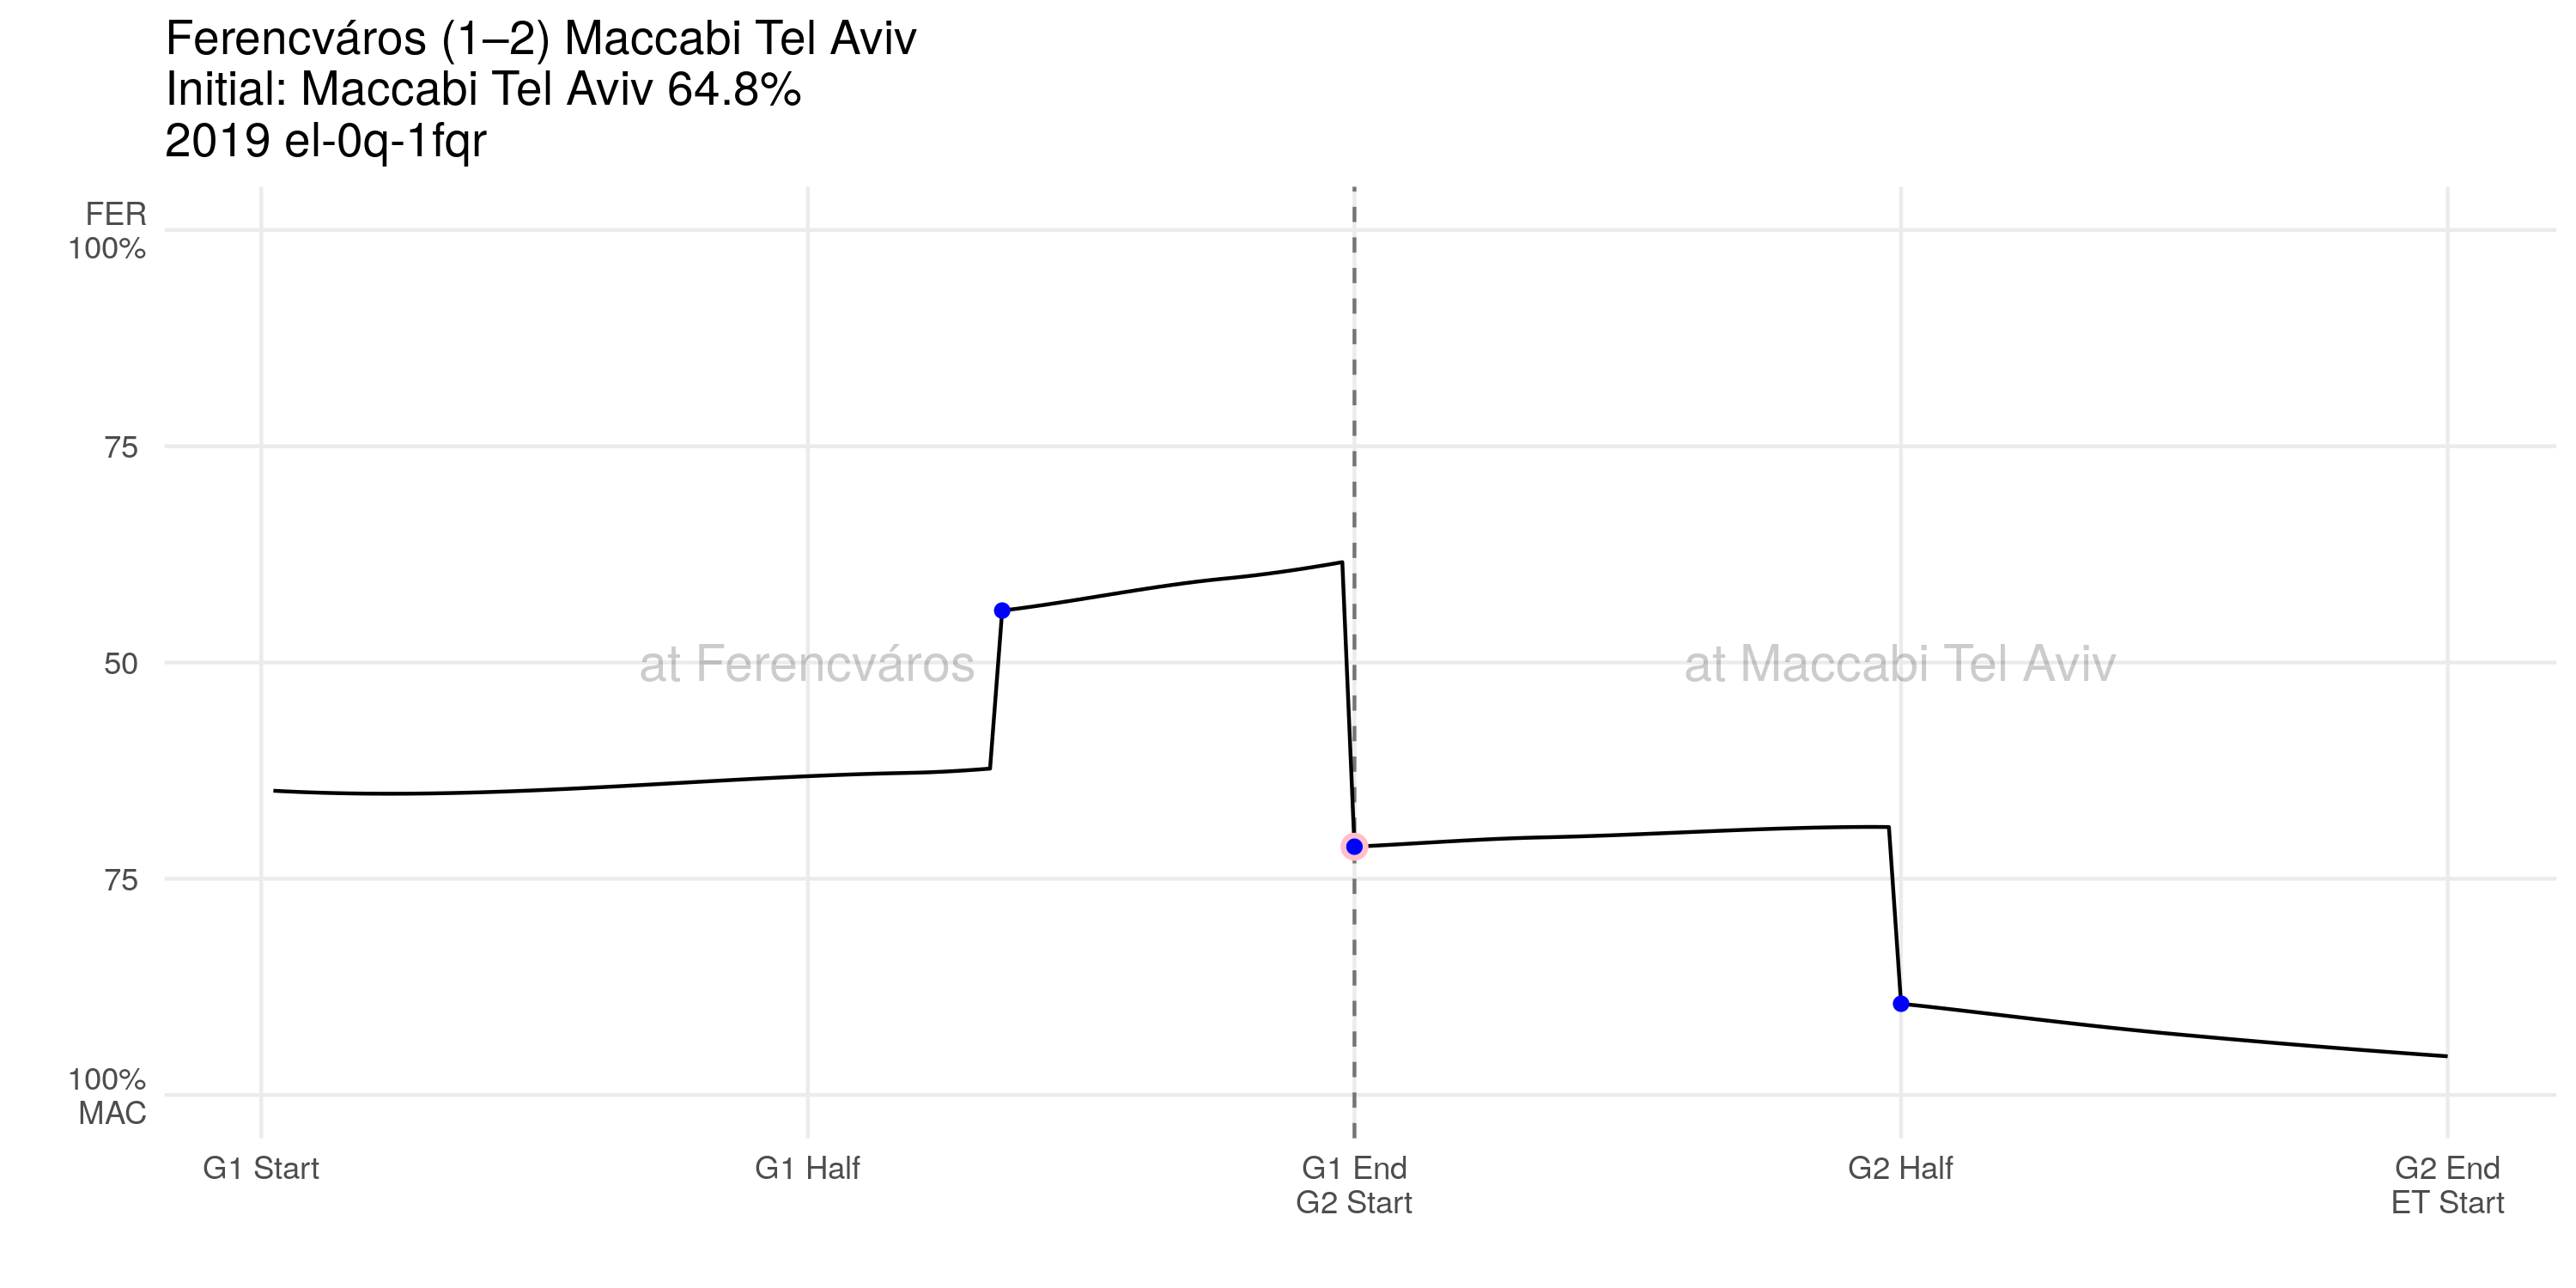 Ferencváros (1–2) Maccabi Tel Aviv
Initial: Maccabi Tel Aviv 64.8%
2019 el-0q-1fqr
FER
100%
75
50
75
100%
MAC
at Ferencváros
at Maccabi Tel Aviv
G1 Start
G1 Half
G1 End
G2 Start
G2 Half
G2 End
ET Start